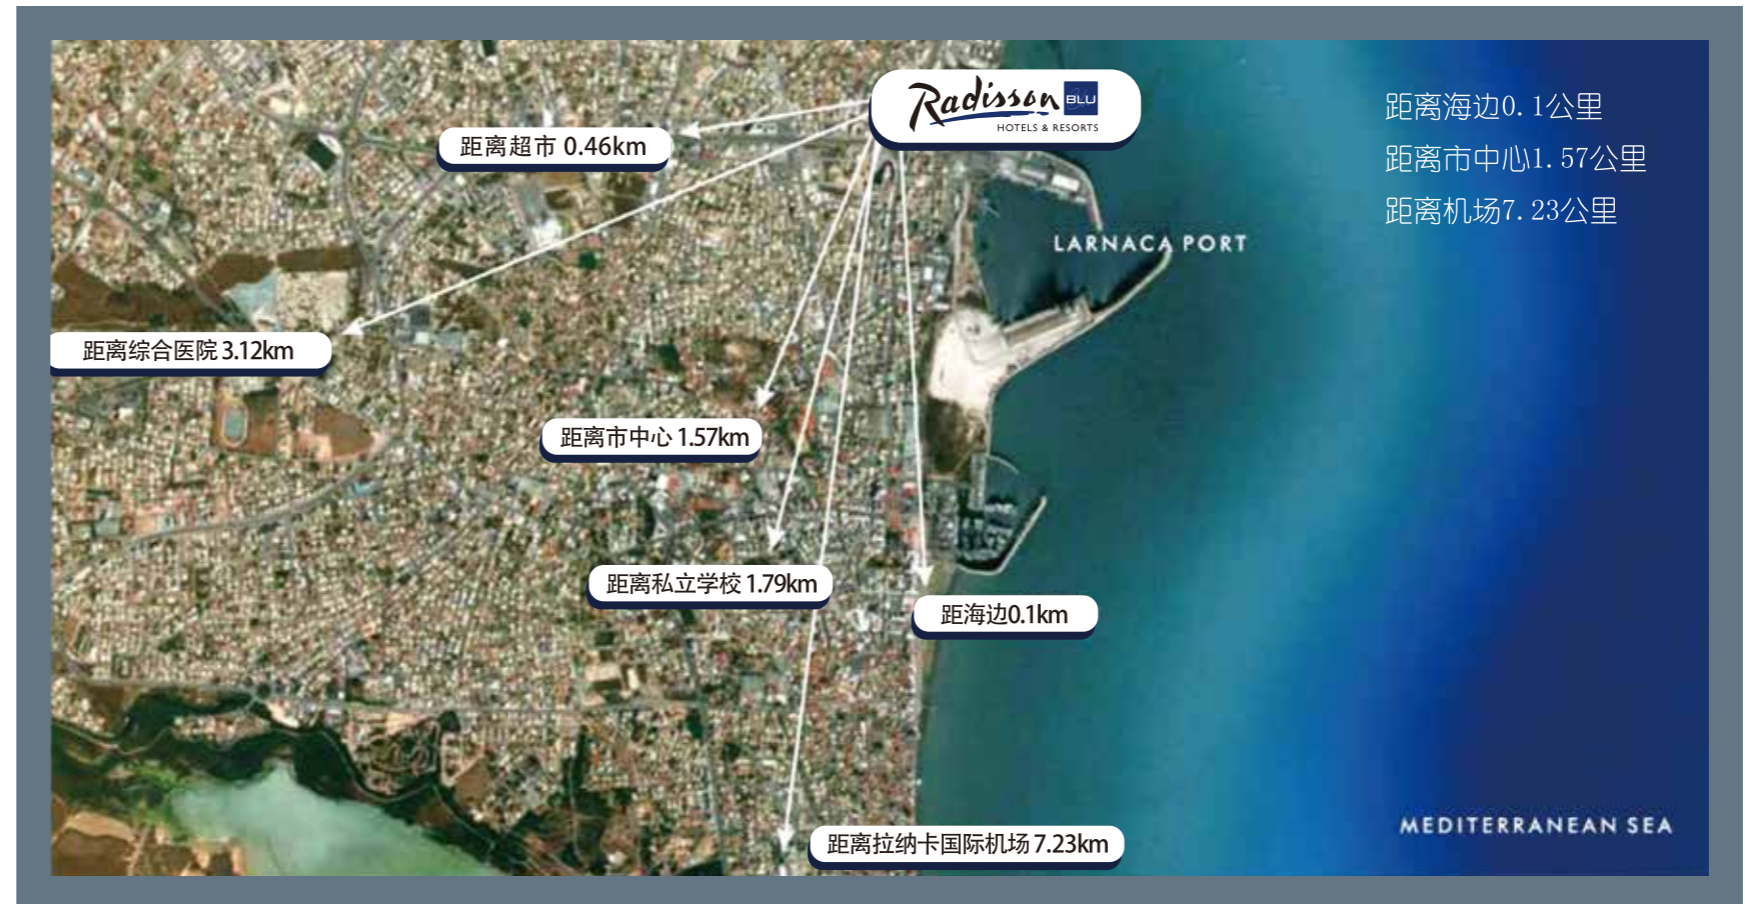 Radisson BLU
HOTELS & RESORTS
距离海边0.1公里
距离市中心1.57公里
距离机场7.23公里
距离超市 0.46km
LARNACA PORT
距离综合医院 3.12km
距离市中心 1.57km
距离私立学校 1.79km
距海边0.1km
MEDITERRANEAN SEA
距离拉纳卡国际机场 7.23km